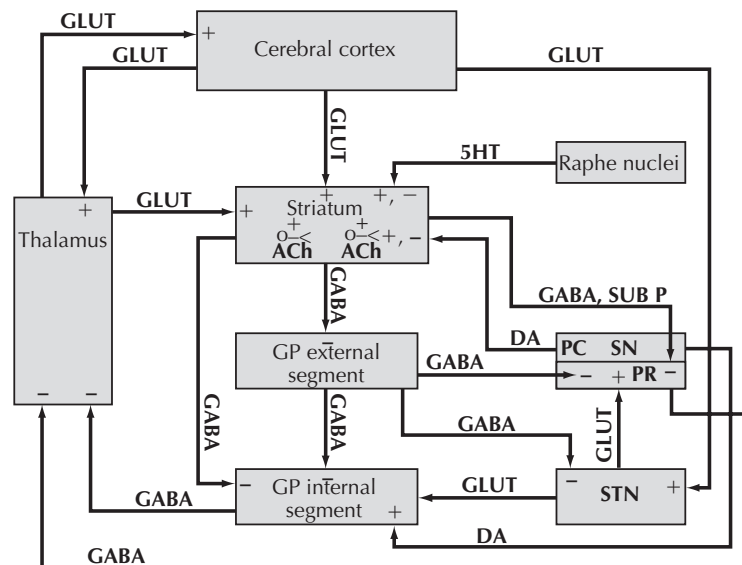 GLUT
+
Cerebral cortex
GLUT
GLUT
GLUT
5HT
Raphe nuclei
+
GLUT
+
+
+, −
Striatum
Thalamus
+
+
o–<
o–<+, −
ACh
ACh
GABA
GABA, SUB P
DA
PC SN
−
GP external
segment
GABA
− + PR −
− −
GABA
GABA
GABA
GLUT
−
GP internal
segment
−
+
GLUT
−
STN
+
GABA
DA
GABA